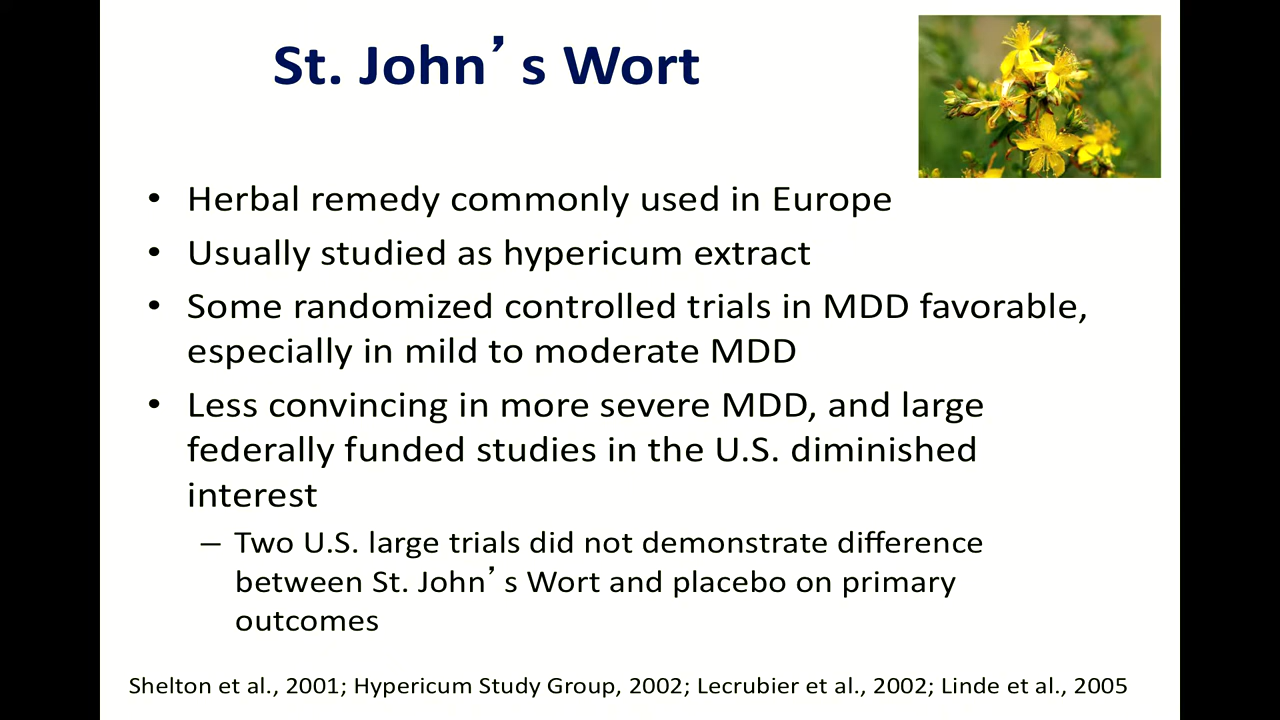 St. John’s Wort
• Herbal remedy commonly used in Europe
• Usually studied as hypericum extract
• Some randomized controlled trials in MDD favorable,
especially in mild to moderate MDD
• Less convincing in more severe MDD, and large
federally funded studies in the U.S. diminished
interest
– Two U.S. large trials did not demonstrate difference
between St. John’s Wort and placebo on primary
outcomes
Shelton et al., 2001; Hypericum Study Group, 2002; Lecrubier et al., 2002; Linde et al., 2005